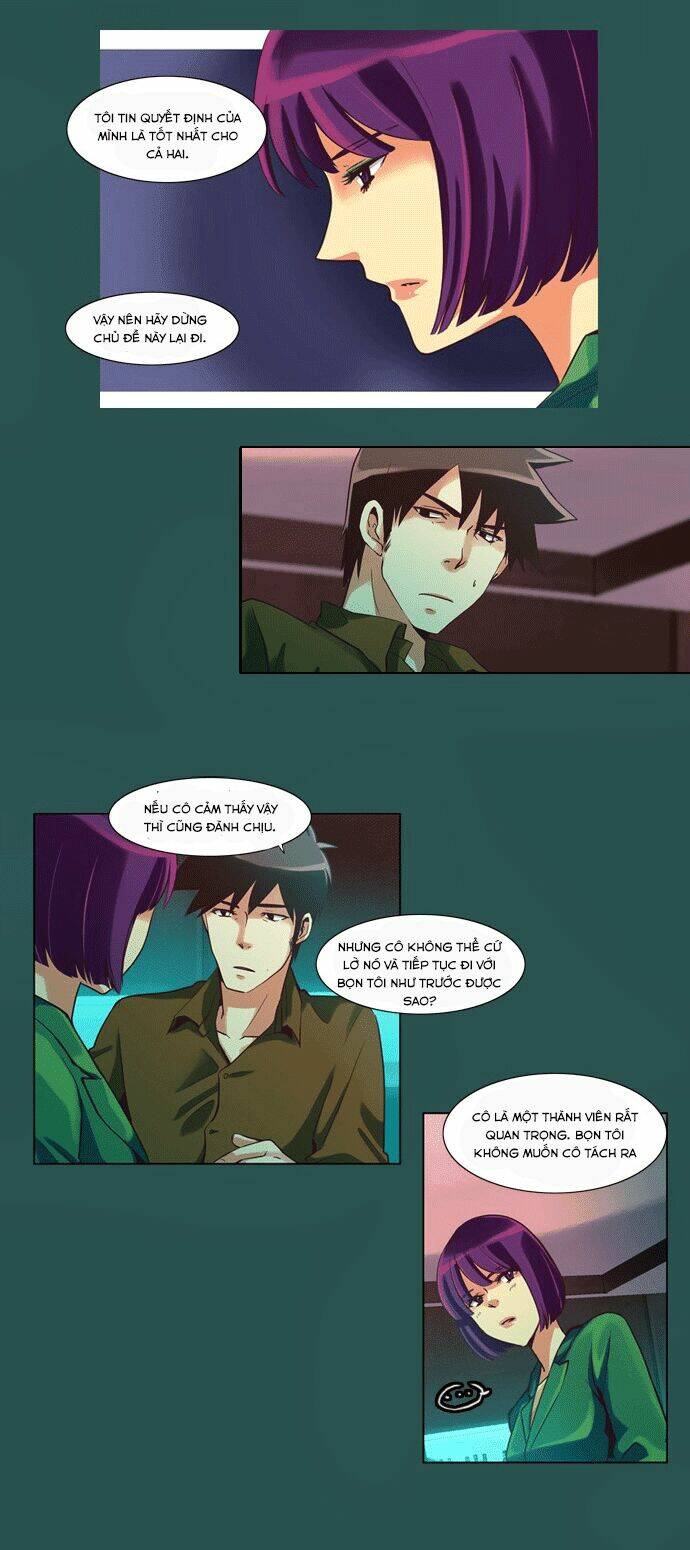 TÔI TIN QUYẾT ĐỊNH CỦA
MÌNH LÀ TỐT NHẤT CHO
CẢ HAI.
VẬY NÊN HÃY DỪNG
CHỦ ĐỀ NÀY LẠI ĐI.
NẾU CÔ CẢM THẤY VẬY
THÌ CŨNG ĐÀNH CHỊU.
NHƯNG CÔ KHÔNG THỂ CỨ
LỜ NÓ VÀ TIẾP TỤC ĐI VỚI
BỌN TÔI NHƯ TRƯỚC ĐƯỢC
SAO?
CÔ LÀ MỘT THÀNH VIÊN RẤT
QUAN TRỌNG. BỌN TÔI
KHÔNG MUỐN CÔ TÁCH RA